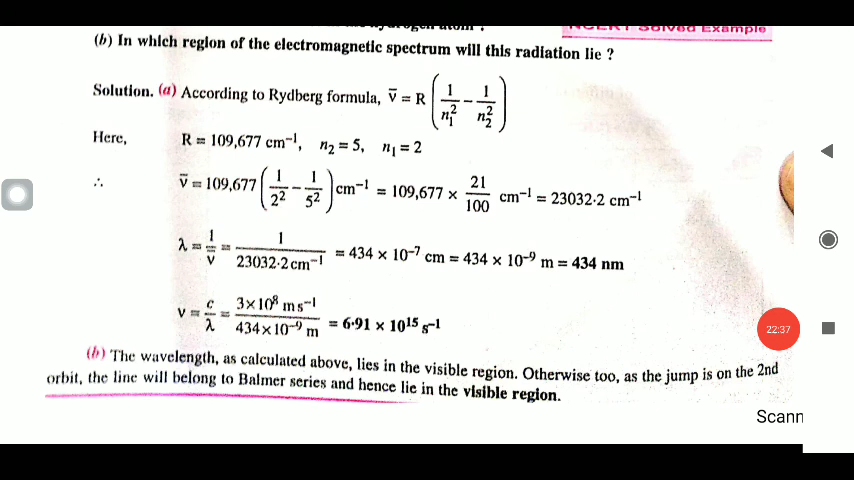 NCERT Solved Example
(b) In which region of the electromagnetic spectrum will this radiation lie ?
Solution. (a) According to Rydberg formula, ν̅ = R (1/n₁² − 1/n₂²)
Here, R = 109,677 cm⁻¹, n₂ = 5, n₁ = 2
∴ ν̅ = 109,677 (1/2² − 1/5²) cm⁻¹ = 109,677 × 21/100 cm⁻¹ = 23032·2 cm⁻¹
λ = 1/ν̅ = 1/23032·2 cm⁻¹ = 434 × 10⁻⁷ cm = 434 × 10⁻⁹ m = 434 nm
ν = c/λ = 3×10⁸ m s⁻¹/434×10⁻⁹ m = 6·91 × 10¹⁵ s⁻¹
22:37
(b) The wavelength, as calculated above, lies in the visible region. Otherwise too, as the jump is on the 2nd
orbit, the line will belong to Balmer series and hence lie in the visible region.
Scann